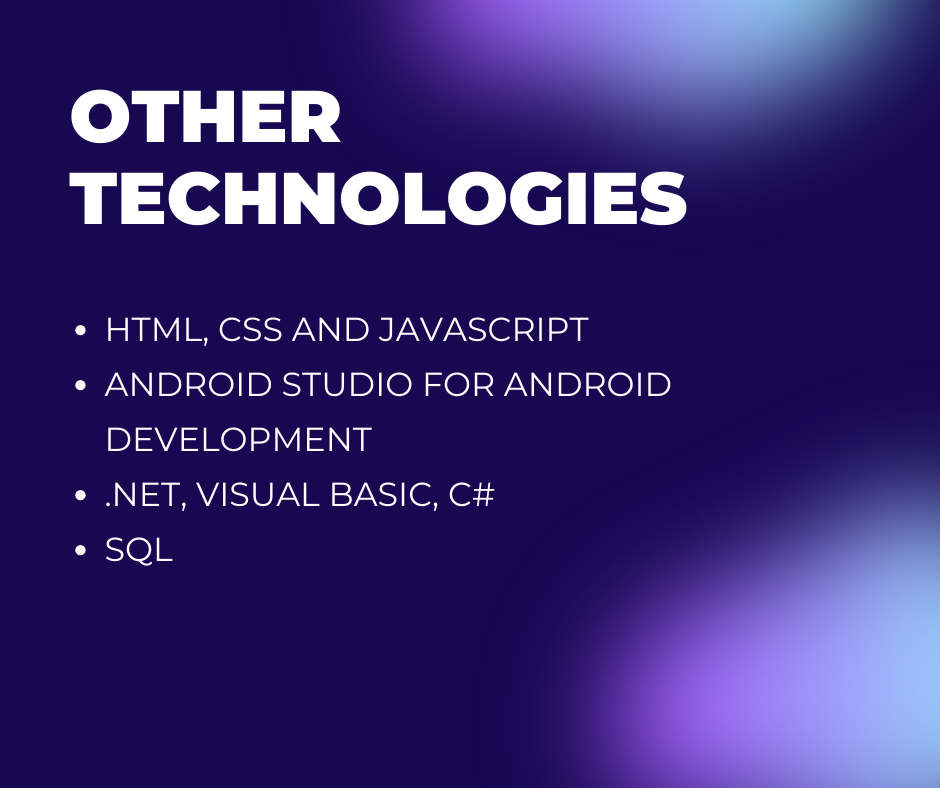 OTHER
TECHNOLOGIES
• HTML, CSS AND JAVASCRIPT
• ANDROID STUDIO FOR ANDROID
DEVELOPMENT
• .NET, VISUAL BASIC, C#
• SQL